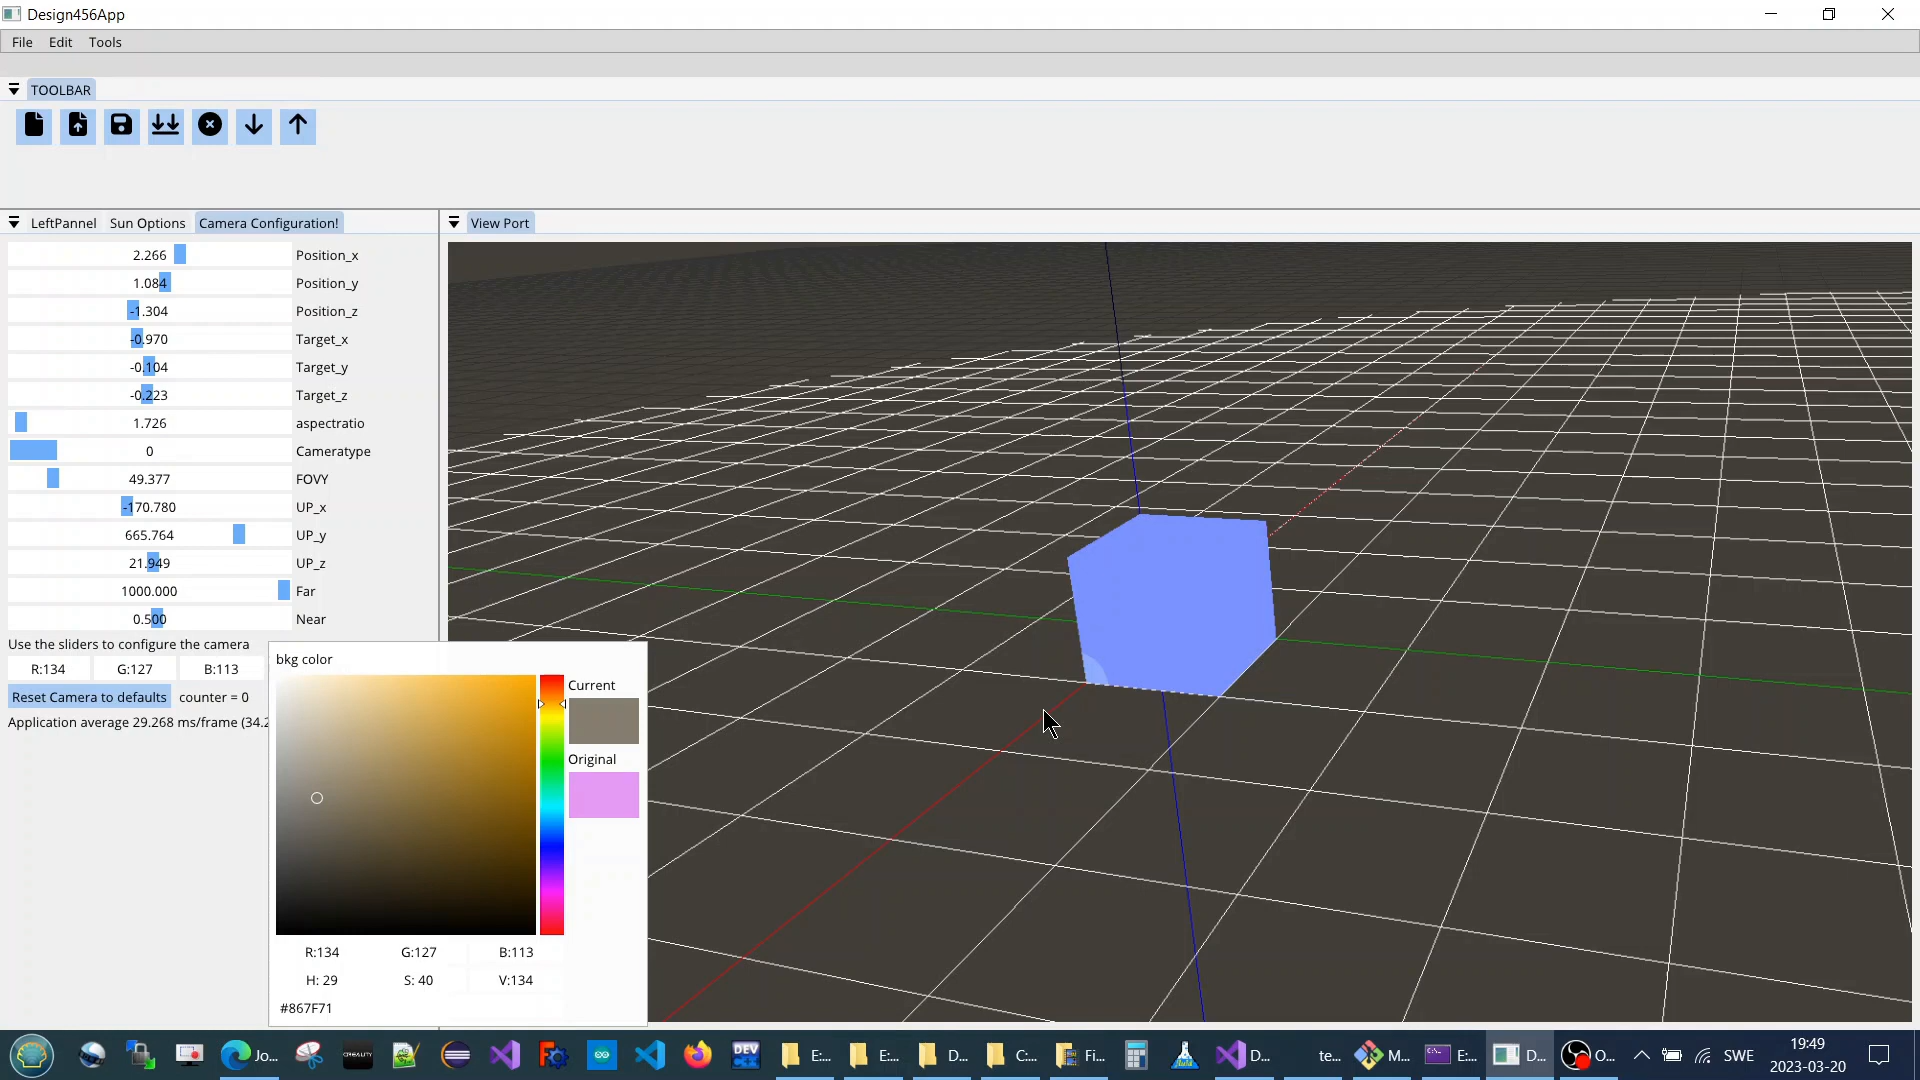 Design456App
File Edit Tools
TOOLBAR
LeftPannel Sun Options Camera Configuration! View Port
2.266 Position_x
1.084 Position_y
-1.304 Position_z
-0.970 Target_x
-0.104 Target_y
-0.223 Target_z
1.726 aspectratio
0 Cameratype
49.377 FOVY
-170.780 UP_x
665.764 UP_y
21.949 UP_z
1000.000 Far
0.500 Near
Use the sliders to configure the camera
R:134 G:127 B:113
Reset Camera to defaults counter = 0
Application average 29.268 ms/frame (34.2
bkg color
Current
Original
R:134 G:127 B:113
H: 29 S: 40 V:134
#867F71
Jo... CREALITY DEV E:... E:... D... C:... Fi... D... te... M... E:... D... O... SWE 19:49
2023-03-20